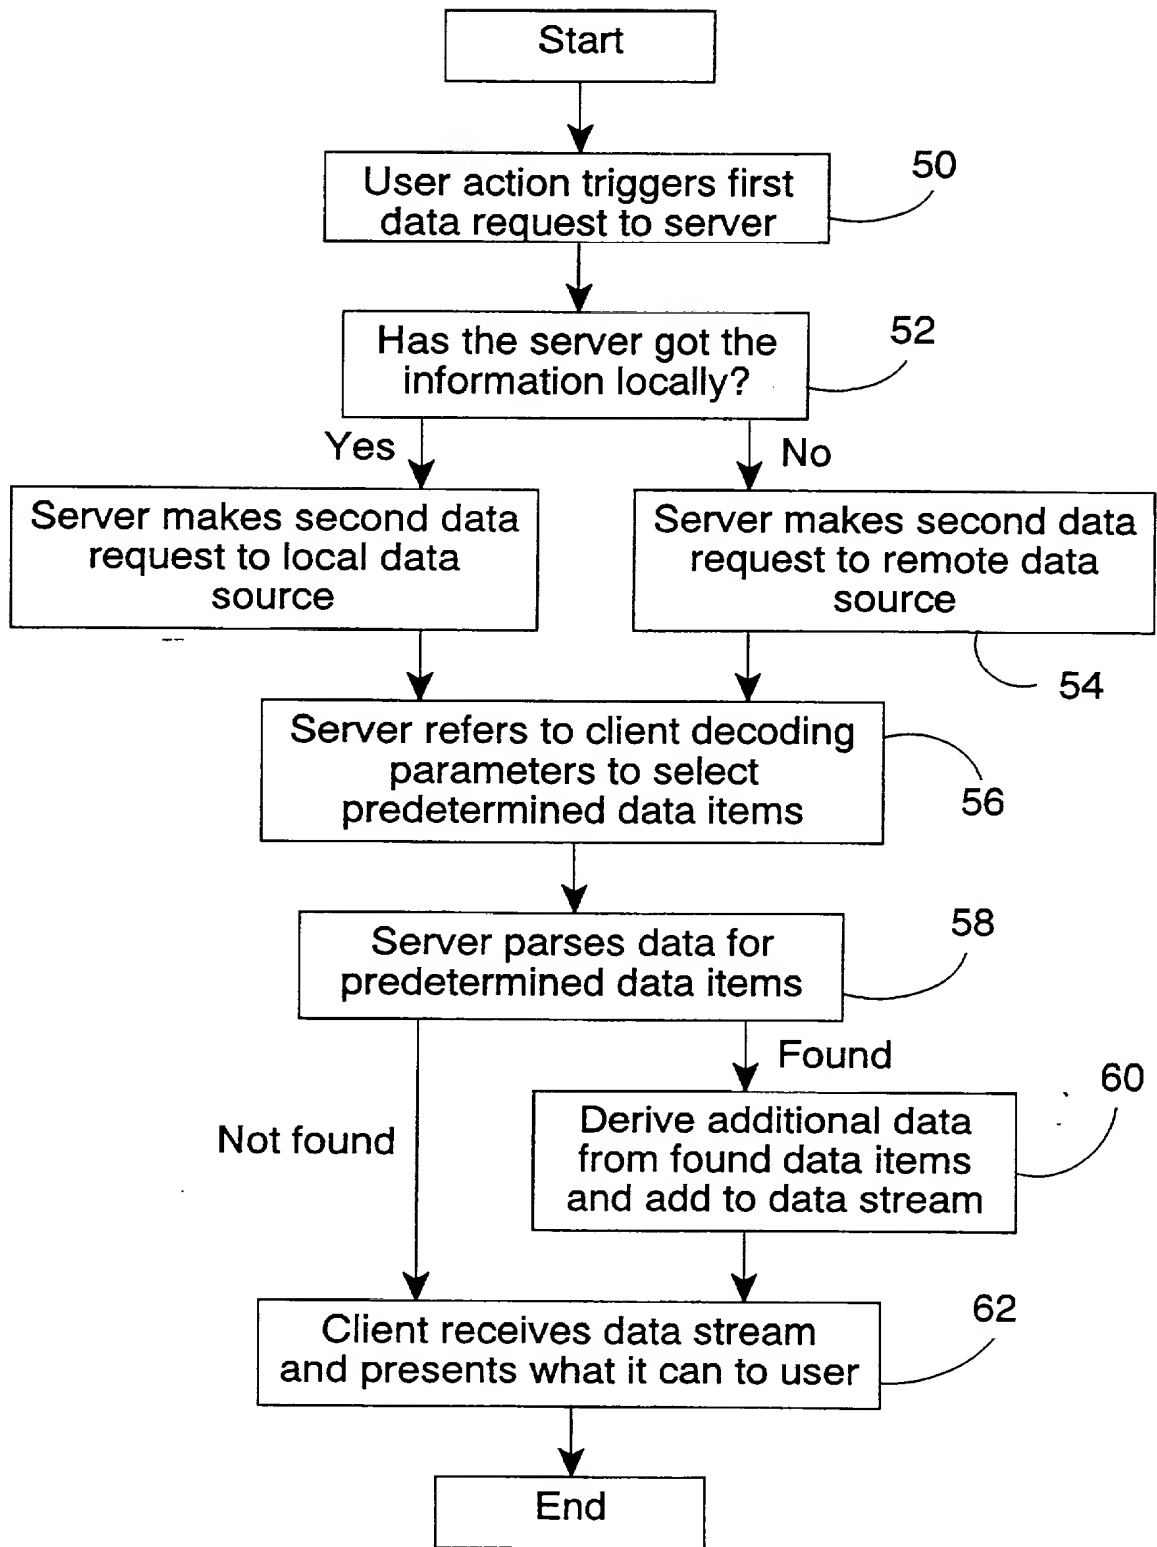 Start
User action triggers first
data request to server
50
Has the server got the
information locally?
52
Yes
No
Server makes second data
request to local data
source
Server makes second data
request to remote data
source
54
Server refers to client decoding
parameters to select
predetermined data items
56
Server parses data for
predetermined data items
58
Found
Not found
Derive additional data
from found data items
and add to data stream
60
Client receives data stream
and presents what it can to user
62
End